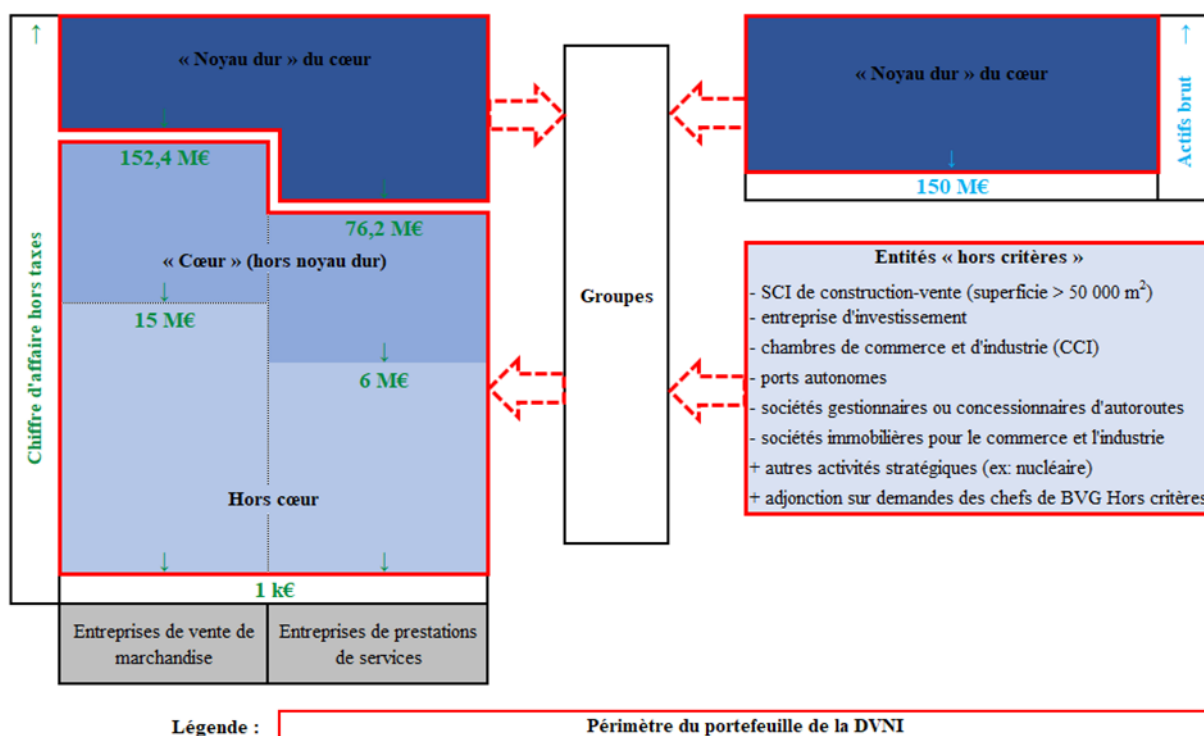 Chiffre d'affaire hors taxes
« Noyau dur » du cœur
152,4 M€
76,2 M€
« Cœur » (hors noyau dur)
15 M€
6 M€
Hors cœur
1 k€
Entreprises de vente de
marchandise
Entreprises de prestations
de services
Groupes
« Noyau dur » du cœur
150 M€
Actifs brut
Entités « hors critères »
- SCI de construction-vente (superficie > 50 000 m²)
- entreprise d'investissement
- chambres de commerce et d'industrie (CCI)
- ports autonomes
- sociétés gestionnaires ou concessionnaires d'autoroutes
- sociétés immobilières pour le commerce et l'industrie
+ autres activités stratégiques (ex: nucléaire)
+ adjonction sur demandes des chefs de BVG Hors critères
Légende :
Périmètre du portefeuille de la DVNI